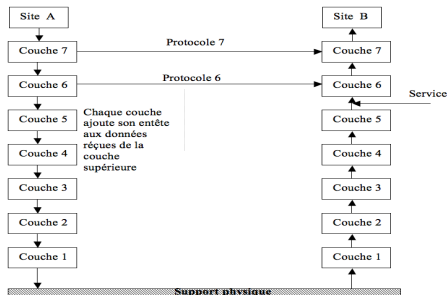 Site A
Site B
Protocole 7
Couche 7
Couche 7
Protocole 6
Couche 6
Couche 6
Service
Couche 5
Chaque couche
ajoute son entête
aux données
réçues de la
couche
supérieure
Couche 5
Couche 4
Couche 4
Couche 3
Couche 3
Couche 2
Couche 2
Couche 1
Couche 1
Support physique